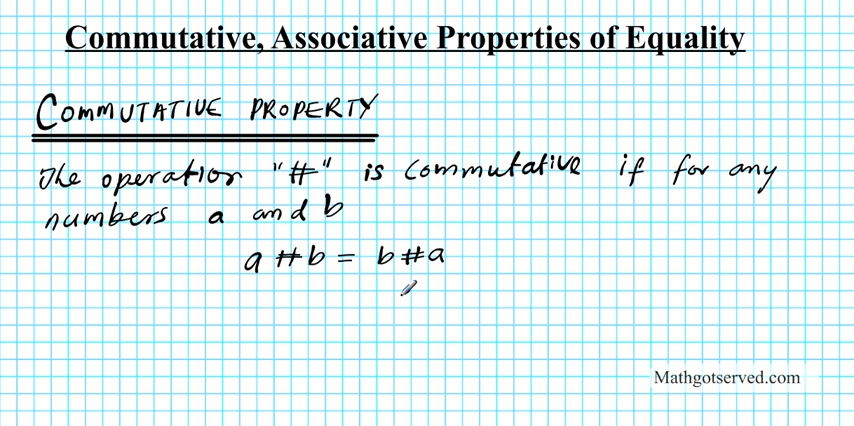 Commutative, Associative Properties of Equality
COMMUTATIVE PROPERTY
The operation "#" is commutative if for any
numbers a and b
a # b = b # a
Mathgotserved.com